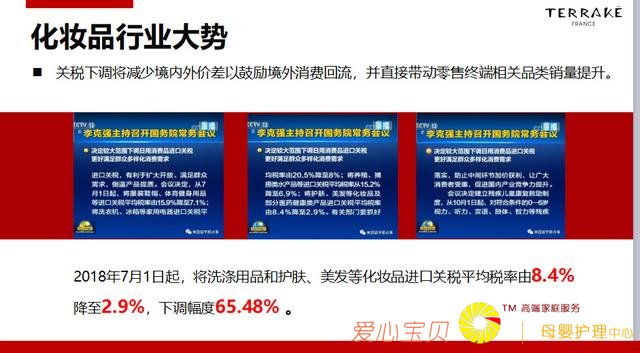 化妆品行业大势
TERRAKÉ
FRANCE
■ 关税下调将减少境内外价差以鼓励境外消费回流，并直接带动零售终端相关品类销量提升。
CCTV-13
重播
李克强主持召开国务院常务会议
决定较大范围下调日用消费品进口关税
更好满足群众多样化消费需求
进口关税，有利于扩大开放、满足群众
需求，倒逼产品提质。会议决定，从7
月1日起，将服装鞋帽、体育健身用品
等进口关税平均税率由15.9%降至7.1%；
将洗衣机、冰箱等家用电器进口关税平
CCTV-13
重播
李克强主持召开国务院常务会议
决定较大范围下调日用消费品进口关税
更好满足群众多样化消费需求
均税率由20.5%降至8%；将养殖、捕
捞类水产品等进口关税平均税率从15.2%
降至6.9%；将护肤、美发等化妆品及
部分医药健康类产品进口关税平均税率
由8.4%降至2.9%。有关部门要抓好
CCTV-13
重播
李克强主持召开国务院常务会议
决定较大范围下调日用消费品进口关税
更好满足群众多样化消费需求
落实，防止中间环节加价获利，让广大
消费者受惠，促进国内产业竞争力提升。
会议决定建立残疾儿童康复救助制
度，从10月1日起，对符合条件的0—6岁
视力、听力、言语、肢体、智力等残疾
2018年7月1日起，将洗涤用品和护肤、美发等化妆品进口关税平均税率由8.4%
降至2.9%，下调幅度65.48% 。
TM 高端家庭服务
爱心宝贝
母婴护理中心